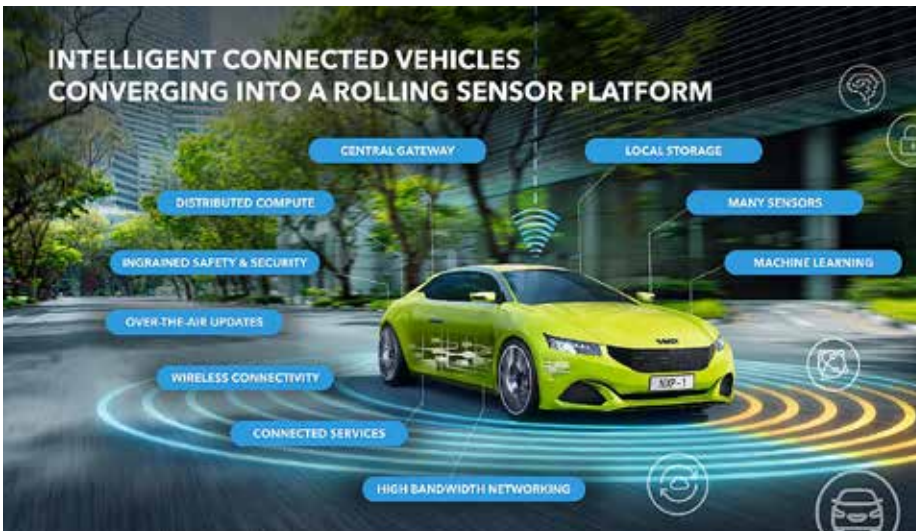 INTELLIGENT CONNECTED VEHICLES
CONVERGING INTO A ROLLING SENSOR PLATFORM
CENTRAL GATEWAY
LOCAL STORAGE
DISTRIBUTED COMPUTE
MANY SENSORS
INGRAINED SAFETY & SECURITY
MACHINE LEARNING
OVER-THE-AIR UPDATES
WIRELESS CONNECTIVITY
NXP-1
CONNECTED SERVICES
HIGH BANDWIDTH NETWORKING